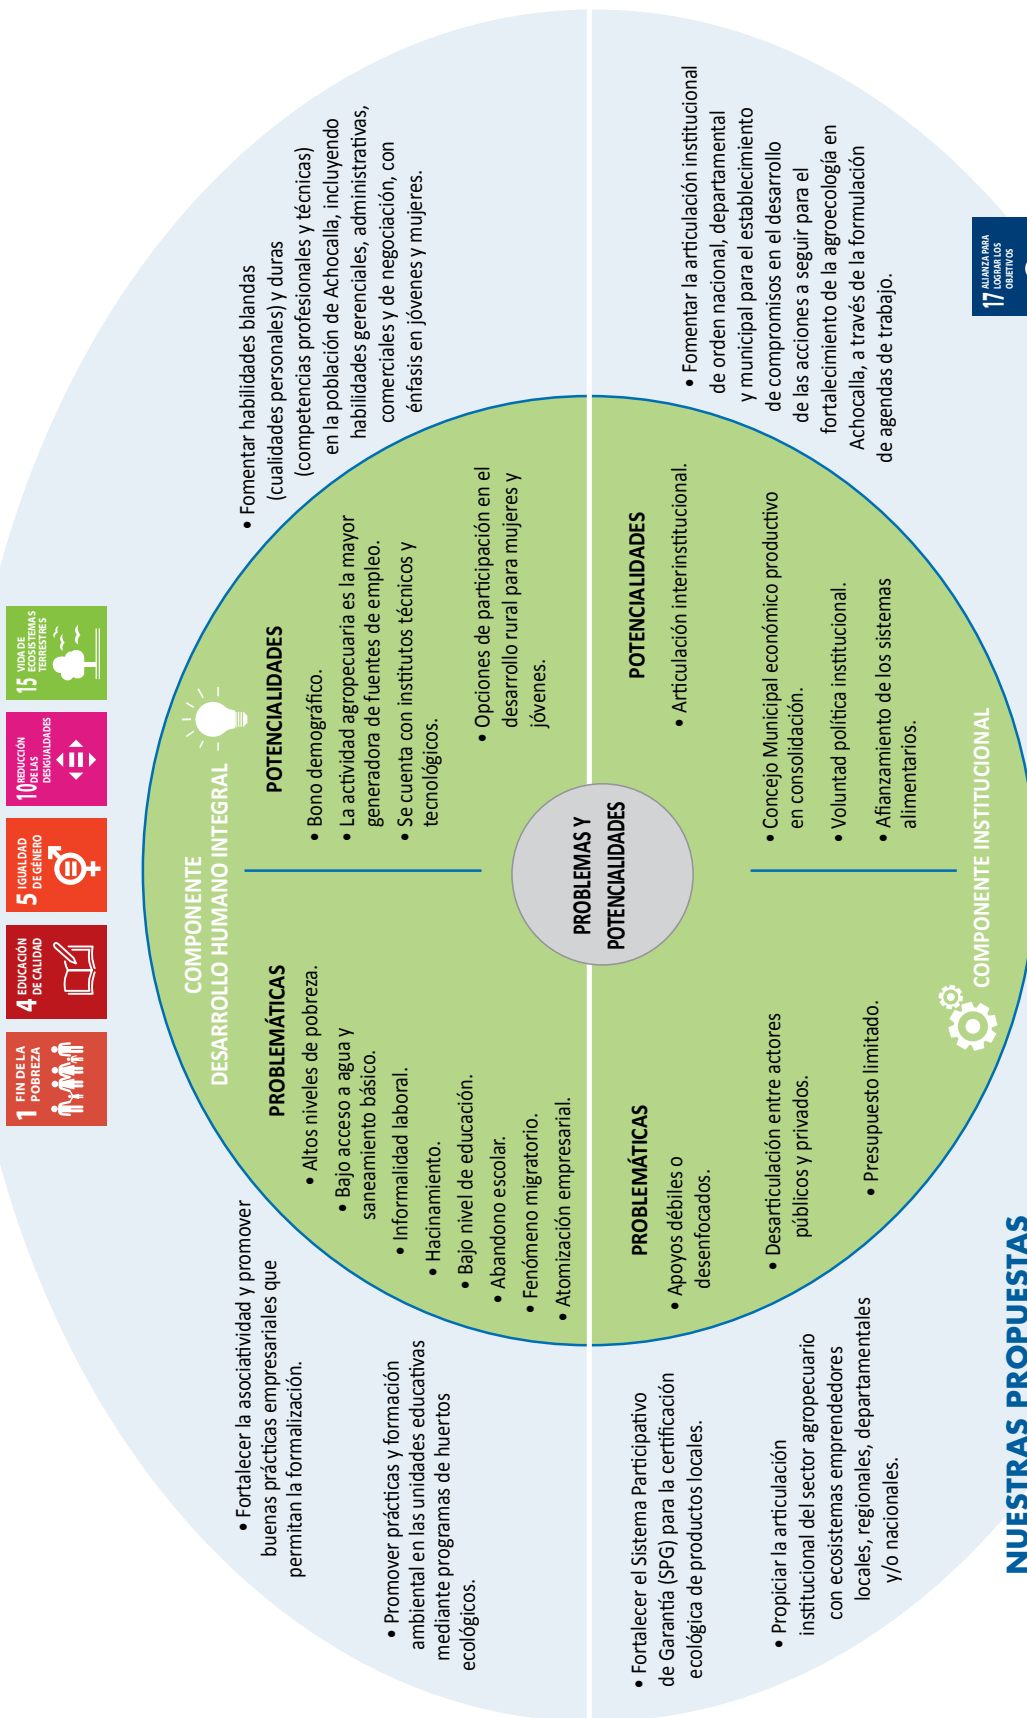 1 FIN DE LA
POBREZA
4 EDUCACIÓN
DE CALIDAD
5 IGUALDAD
DE GÉNERO
10 REDUCCIÓN
DE LAS
DESIGUALDADES
15 VIDA DE
ECOSISTEMAS
TERRESTRES
• Fortalecer la asociatividad y promover
buenas prácticas empresariales que
permitan la formalización.
• Promover prácticas y formación
ambiental en las unidades educativas
mediante programas de huertos
ecológicos.
COMPONENTE
DESARROLLO HUMANO INTEGRAL
PROBLEMÁTICAS
• Altos niveles de pobreza.
• Bajo acceso a agua y
saneamiento básico.
• Informalidad laboral.
• Hacinamiento.
• Bajo nivel de educación.
• Abandono escolar.
• Fenómeno migratorio.
• Atomización empresarial.
POTENCIALIDADES
• Bono demográfico.
• La actividad agropecuaria es la mayor
generadora de fuentes de empleo.
• Se cuenta con institutos técnicos y
tecnológicos.
• Opciones de participación en el
desarrollo rural para mujeres y
jóvenes.
• Fomentar habilidades blandas
(cualidades personales) y duras
(competencias profesionales y técnicas)
en la población de Achocalla, incluyendo
habilidades gerenciales, administrativas,
comerciales y de negociación, con
énfasis en jóvenes y mujeres.
PROBLEMAS Y
POTENCIALIDADES
• Fortalecer el Sistema Participativo
de Garantía (SPG) para la certificación
ecológica de productos locales.
• Propiciar la articulación
institucional del sector agropecuario
con ecosistemas emprendedores
locales, regionales, departamentales
y/o nacionales.
PROBLEMÁTICAS
• Apoyos débiles o
desenfocados.
• Desarticulación entre actores
públicos y privados.
• Presupuesto limitado.
POTENCIALIDADES
• Articulación interinstitucional.
• Concejo Municipal económico productivo
en consolidación.
• Voluntad política institucional.
• Afianzamiento de los sistemas
alimentarios.
COMPONENTE INSTITUCIONAL
• Fomentar la articulación institucional
de orden nacional, departamental
y municipal para el establecimiento
de compromisos en el desarrollo
de las acciones a seguir para el
fortalecimiento de la agroecología en
Achocalla, a través de la formulación
de agendas de trabajo.
17 ALIANZA PARA
LOGRAR LOS
OBJETIVOS
NUESTRAS PROPUESTAS